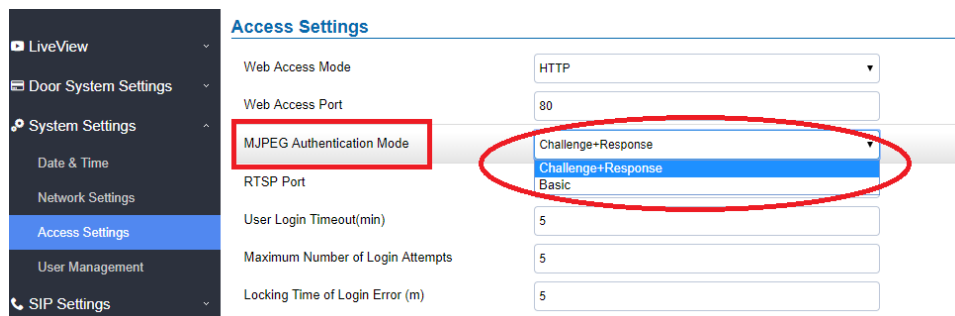 Access Settings
LiveView
Web Access Mode HTTP
Door System Settings
Web Access Port 80
System Settings
MJPEG Authentication Mode Challenge+Response
Challenge+Response
Date & Time
RTSP Port Basic
Network Settings
User Login Timeout(min) 5
Access Settings
Maximum Number of Login Attempts 5
User Management
Locking Time of Login Error (m) 5
SIP Settings